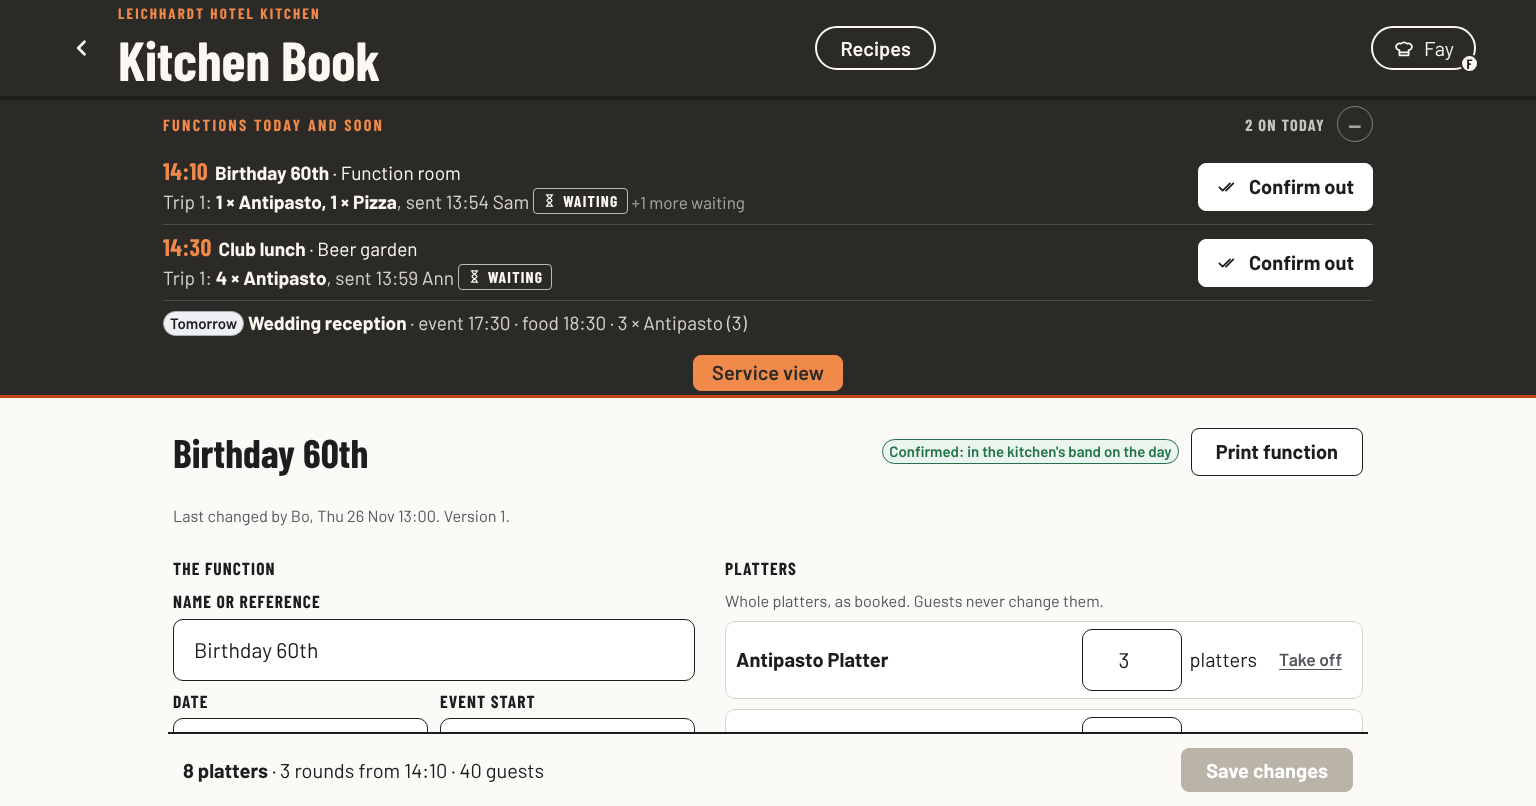 LEICHHARDT HOTEL KITCHEN
Kitchen Book
Recipes
Fay
F
FUNCTIONS TODAY AND SOON
2 ON TODAY
14:10 Birthday 60th · Function room
Trip 1: 1 × Antipasto, 1 × Pizza, sent 13:54 Sam WAITING +1 more waiting
Confirm out
14:30 Club lunch · Beer garden
Trip 1: 4 × Antipasto, sent 13:59 Ann WAITING
Confirm out
Tomorrow Wedding reception · event 17:30 · food 18:30 · 3 × Antipasto (3)
Service view
Birthday 60th
Confirmed: in the kitchen's band on the day
Print function
Last changed by Bo, Thu 26 Nov 13:00. Version 1.
THE FUNCTION
NAME OR REFERENCE
Birthday 60th
DATE
EVENT START
PLATTERS
Whole platters, as booked. Guests never change them.
Antipasto Platter
3
platters
Take off
8 platters · 3 rounds from 14:10 · 40 guests
Save changes